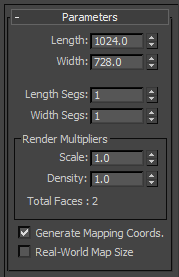 - Parameters
Length: 1024.0
Width: 728.0
Length Segs: 1
Width Segs: 1
Render Multipliers
Scale: 1.0
Density: 1.0
Total Faces : 2
Generate Mapping Coords.
Real-World Map Size